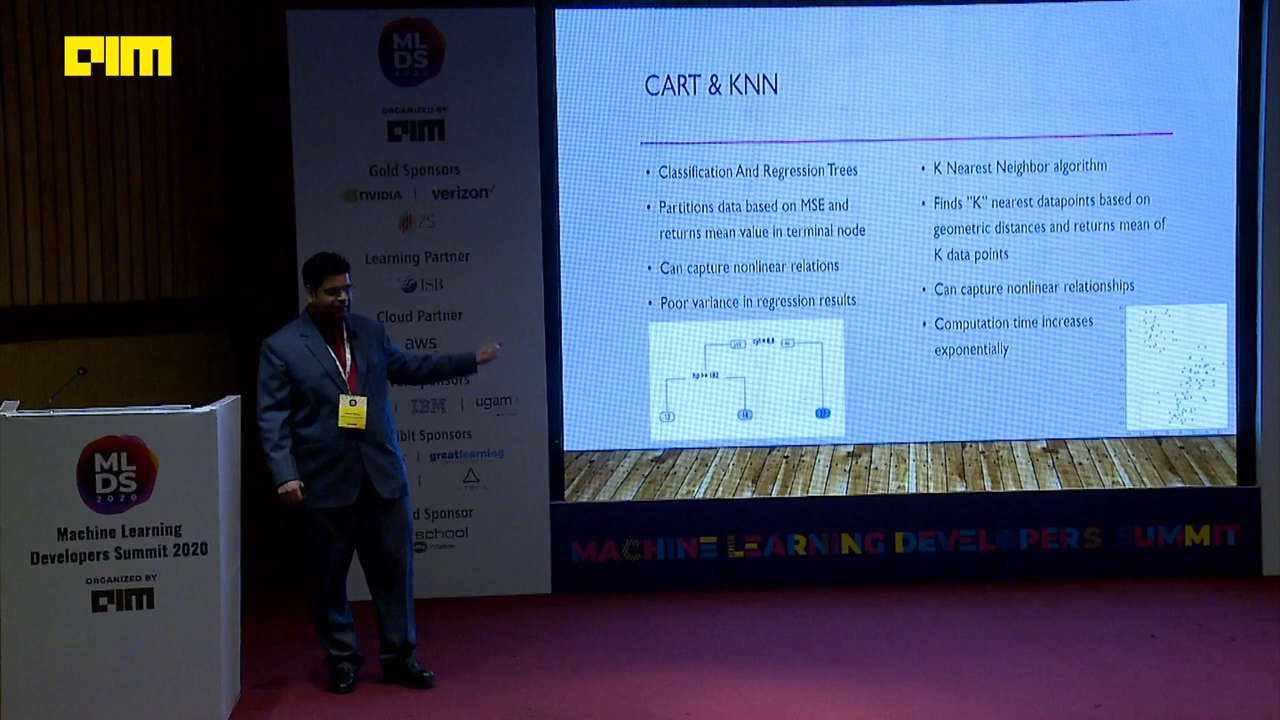 AIM
MLDS
2020
ORGANIZED BY
AIM
Gold Sponsors
NVIDIA | verizon✓
ZS
Learning Partner
ISB
Cloud Partner
aws
IBM | ugam
ibit Sponsors
greatlearning
d Sponsor
school
CART & KNN
• Classification And Regression Trees
• Partitions data based on MSE and
returns mean value in terminal node
• Can capture nonlinear relations
• Poor variance in regression results
• K Nearest Neighbor algorithm
• Finds "K" nearest datapoints based on
geometric distances and returns mean of
K data points
• Can capture nonlinear relationships
• Computation time increases
exponentially
ML
DS
2020
Machine Learning
Developers Summit 2020
ORGANIZED BY
AIM
MACHINE LEARNING DEVELOPERS SUMMIT